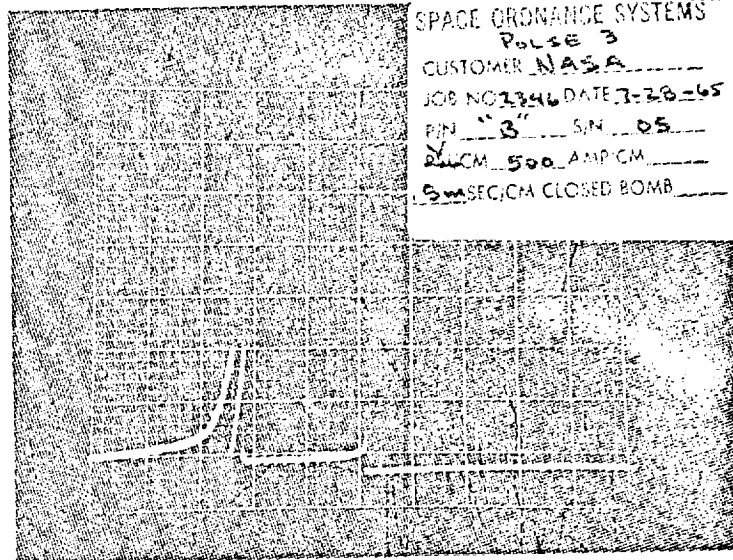 SPACE ORDNANCE SYSTEMS
PULSE 3
CUSTOMER NASA
JOB NO 2346 DATE 3-28-65
P/N "B" S/N 05
V/CM 500 AMP/CM
5 mSEC/CM CLOSED BOMB